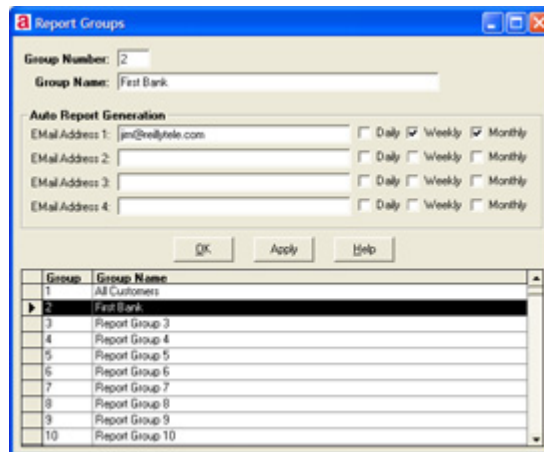 a Report Groups
Group Number: 2
Group Name: First Bank
Auto Report Generation
EMail Address 1: jim@reillytele.com Daily Weekly Monthly
EMail Address 2: Daily Weekly Monthly
EMail Address 3: Daily Weekly Monthly
EMail Address 4: Daily Weekly Monthly
OK Apply Help
Group Group Name
1 All Customers
2 First Bank
3 Report Group 3
4 Report Group 4
5 Report Group 5
6 Report Group 6
7 Report Group 7
8 Report Group 8
9 Report Group 9
10 Report Group 10